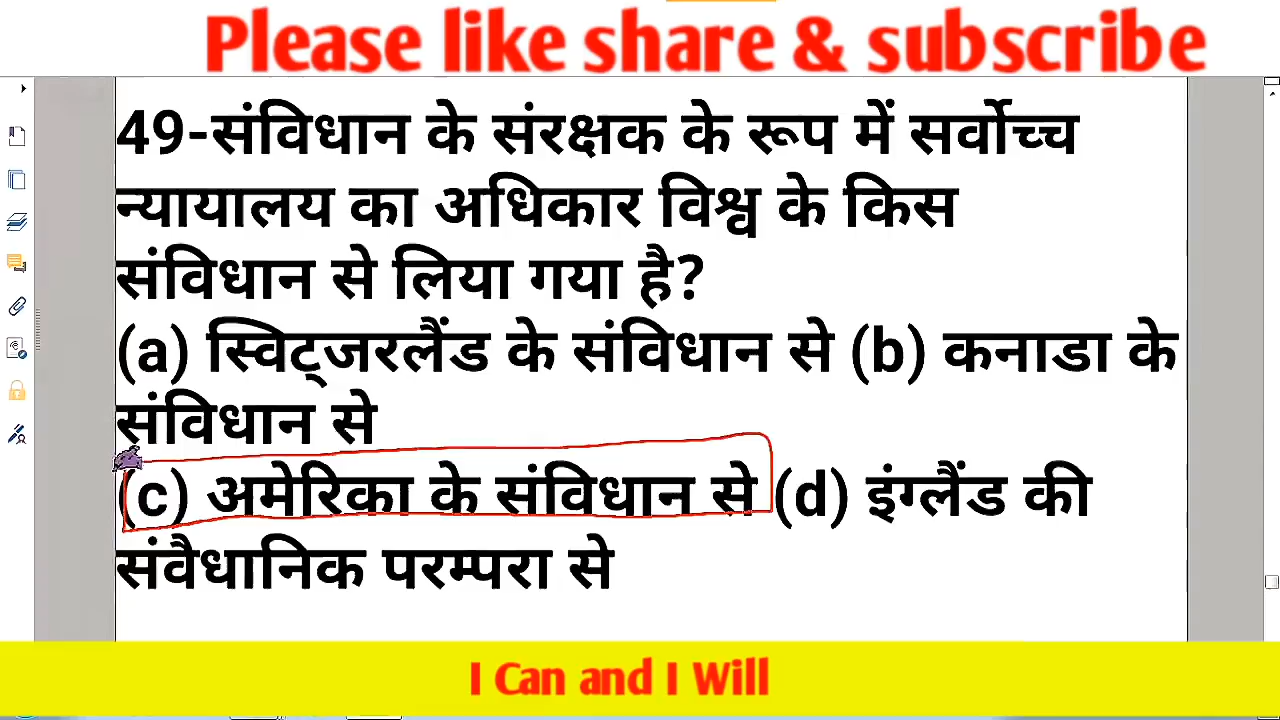 Please like share & subscribe
49-संविधान के संरक्षक के रूप में सर्वोच्च
न्यायालय का अधिकार विश्व के किस
संविधान से लिया गया है?
(a) स्विट्जरलैंड के संविधान से (b) कनाडा के
संविधान से
(c) अमेरिका के संविधान से (d) इंग्लैंड की
संवैधानिक परम्परा से
I Can and I Will